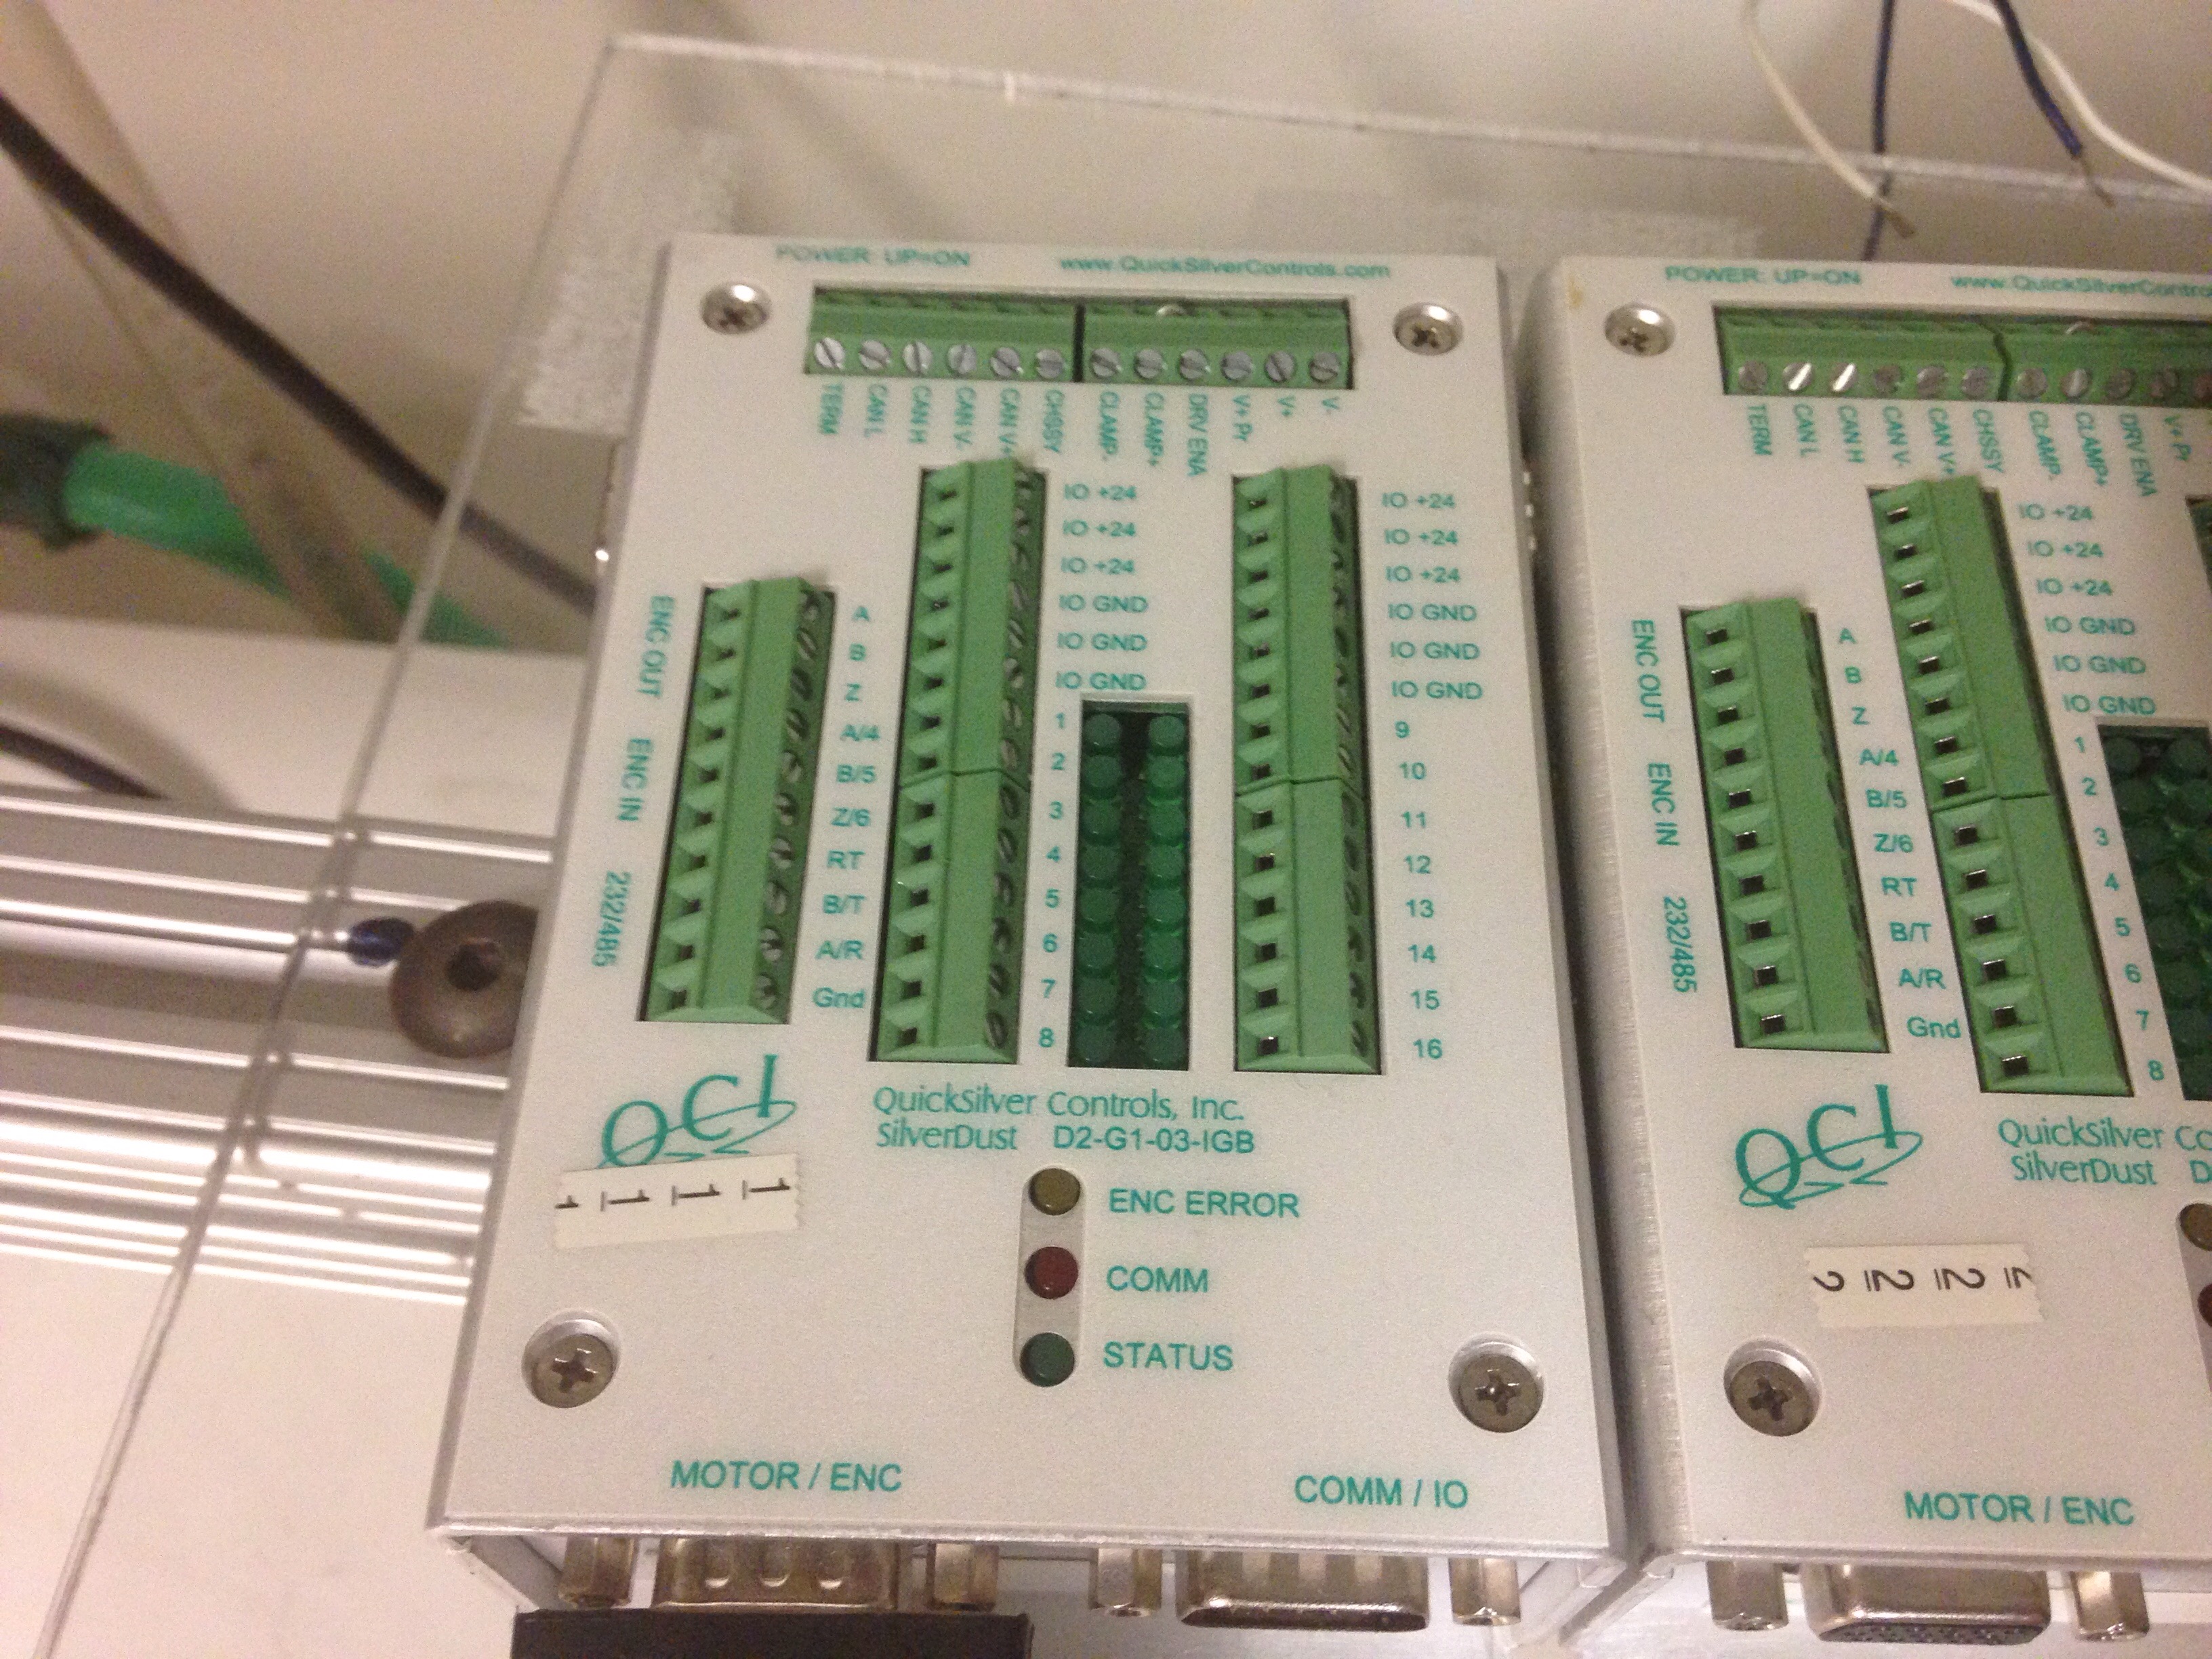 POWER: UP=ON
www.QuickSilverControls.com
TERM
CAN L
CAN H
CAN V-
CAN V+
CHSSY
CLAMP-
CLAMP+
DRV ENA
V+ Pr
V+
V-
IO +24
IO +24
IO +24
IO GND
IO GND
IO GND
1
2
3
4
5
6
7
8
IO +24
IO +24
IO +24
IO GND
IO GND
IO GND
9
10
11
12
13
14
15
16
ENC OUT
ENC IN
232/485
A
B
Z
A/4
B/5
Z/6
RT
B/T
A/R
Gnd
QCI
QuickSilver Controls, Inc.
SilverDust D2-G1-03-IGB
1 1 1 1
ENC ERROR
COMM
STATUS
MOTOR / ENC
COMM / IO
POWER: UP=ON
www.QuickSilverContro
TERM
CAN L
CAN H
CAN V-
CAN V+
CHSSY
CLAMP-
CLAMP+
DRV ENA
V+ Pr
IO +24
IO +24
IO +24
IO GND
IO GND
IO GND
1
2
3
4
5
6
7
8
ENC OUT
ENC IN
232/485
A
B
Z
A/4
B/5
Z/6
RT
B/T
A/R
Gnd
QCI
QuickSilver Co
SilverDust D
2 2 2 2
MOTOR / ENC